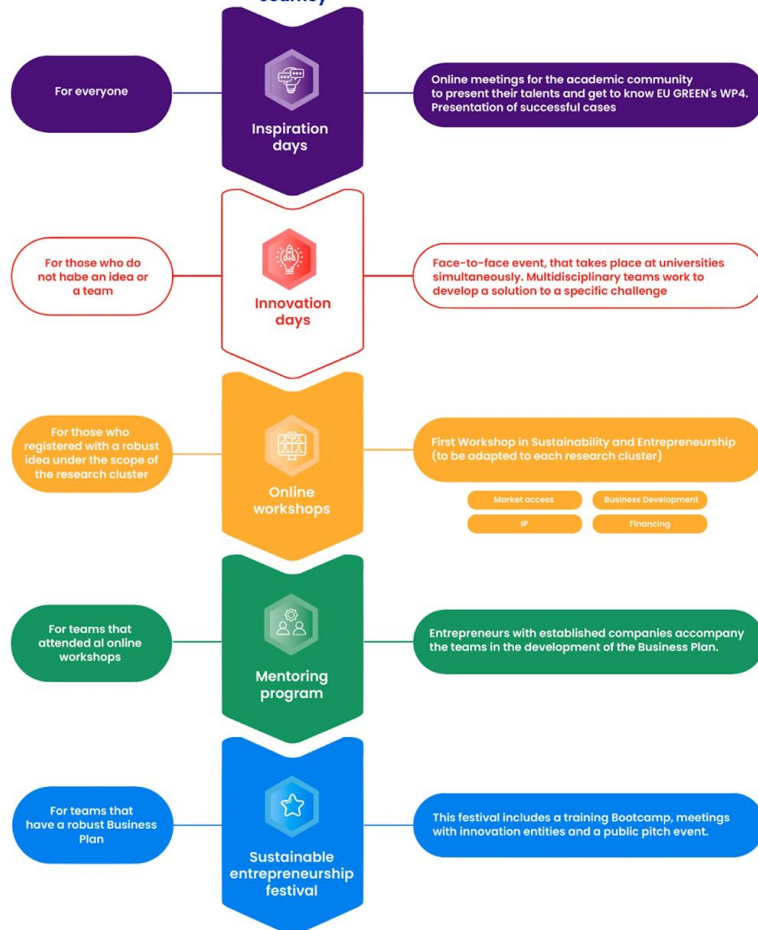 Journey
For everyone
Inspiration
days
Online meetings for the academic community
to present their talents and get to know EU GREEN's WP4.
Presentation of successful cases
For those who do
not habe an idea or
a team
Innovation
days
Face-to-face event, that takes place at universities
simultaneously. Multidisciplinary teams work to
develop a solution to a specific challenge
For those who
registered with a robust
idea under the scope of
the research cluster
Online
workshops
First Workshop in Sustainability and Entrepreneurship
(to be adapted to each research cluster)
Market access
Business Development
IP
Financing
For teams that
attended al online
workshops
Mentoring
program
Entrepreneurs with established companies accompany
the teams in the development of the Business Plan.
For teams that
have a robust Business
Plan
Sustainable
entrepreneurship
festival
This festival includes a training Bootcamp, meetings
with innovation entities and a public pitch event.